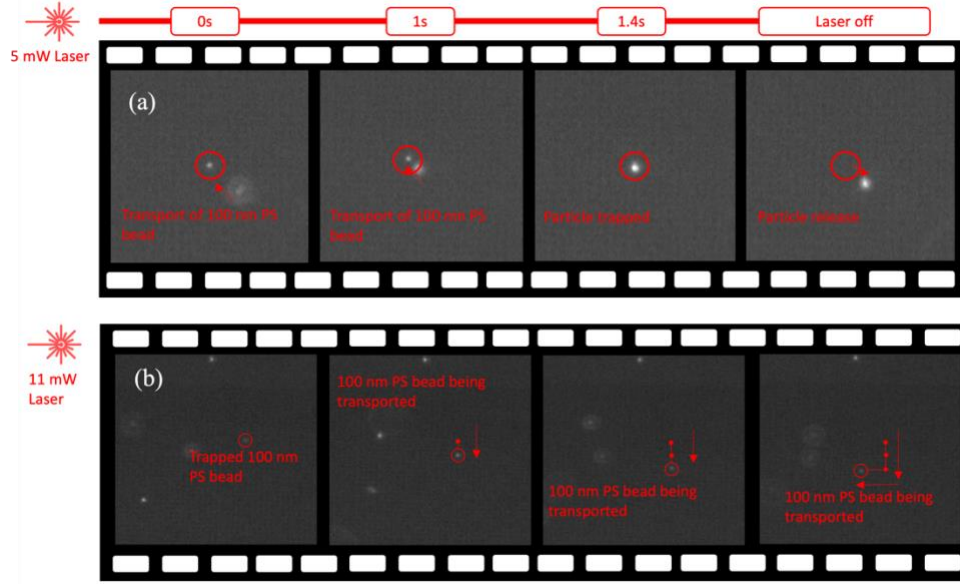 0s
1s
1.4s
Laser off
5 mW Laser
(a)
Transport of 100 nm PS
bead
Transport of 100 nm PS
bead
Particle trapped
Particle release
11 mW
Laser
(b)
Trapped 100 nm
PS bead
100 nm PS bead being
transported
100 nm PS bead being
transported
100 nm PS bead being
transported